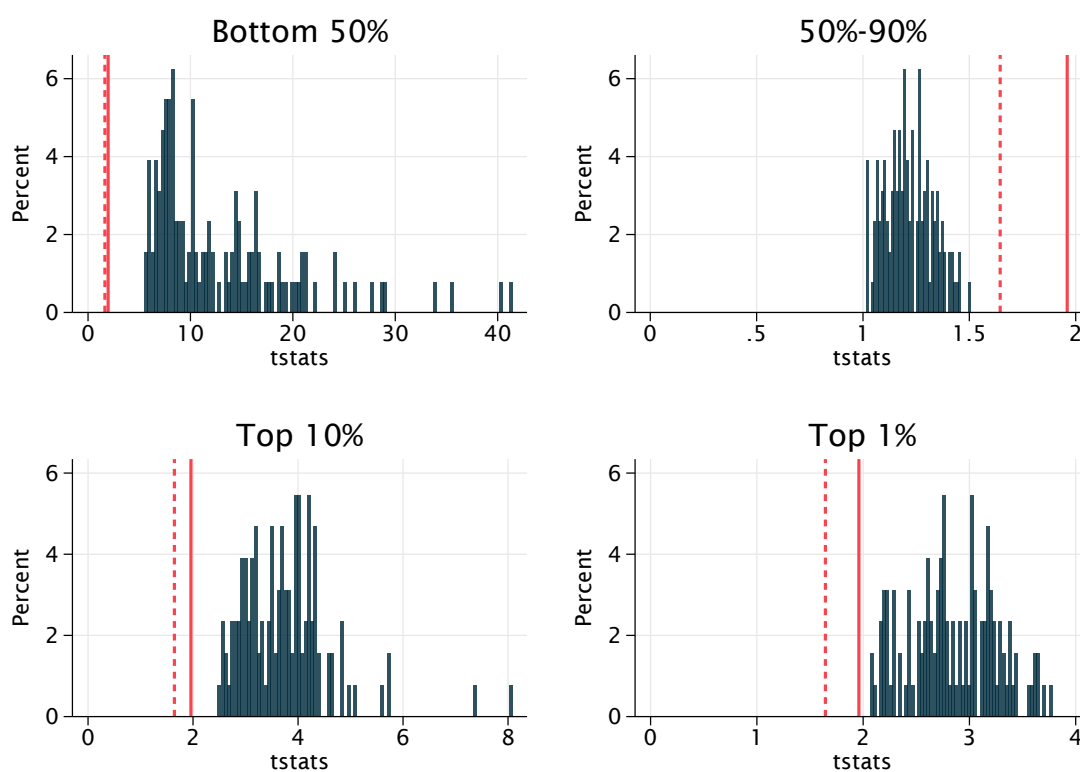 Bottom 50%
Percent
6
4
2
0
0 10 20 30 40
tstats
50%-90%
Percent
6
4
2
0
0 .5 1 1.5 2
tstats
Top 10%
Percent
6
4
2
0
0 2 4 6 8
tstats
Top 1%
Percent
6
4
2
0
0 1 2 3 4
tstats